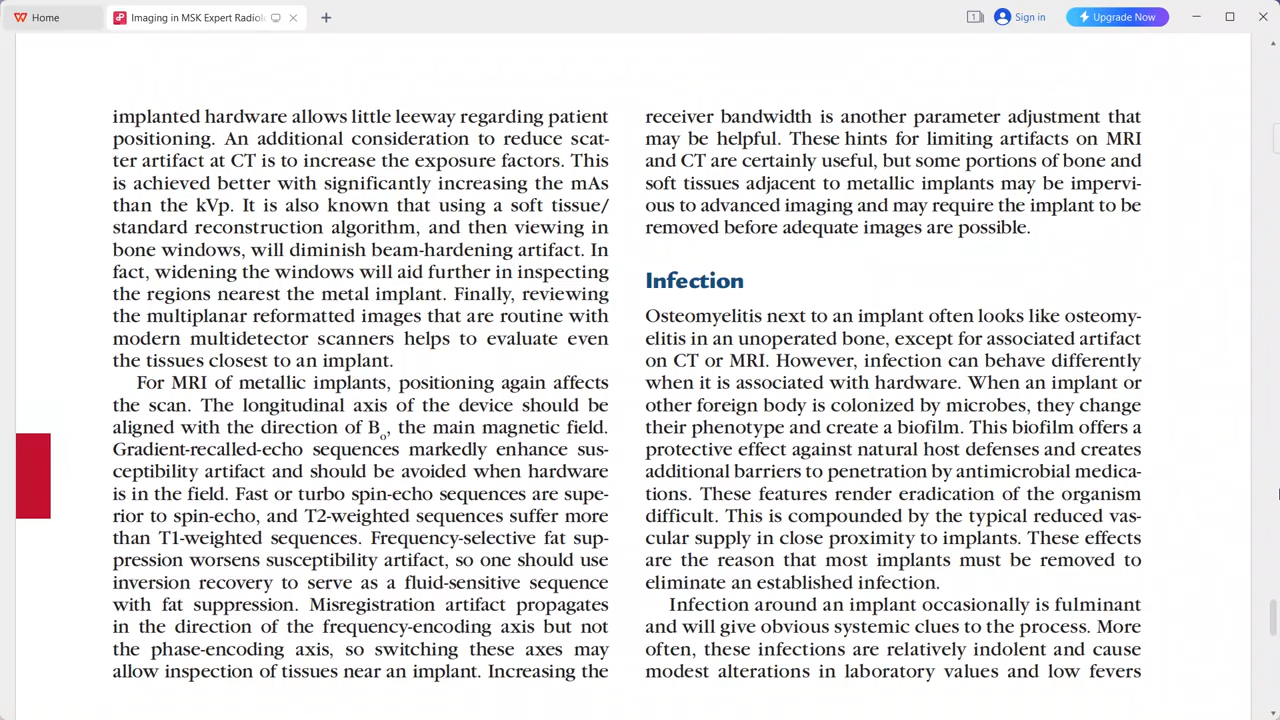 Home
Imaging in MSK Expert Radiol
Sign in
Upgrade Now
implanted hardware allows little leeway regarding patient
positioning. An additional consideration to reduce scat-
ter artifact at CT is to increase the exposure factors. This
is achieved better with significantly increasing the mAs
than the kVp. It is also known that using a soft tissue/
standard reconstruction algorithm, and then viewing in
bone windows, will diminish beam-hardening artifact. In
fact, widening the windows will aid further in inspecting
the regions nearest the metal implant. Finally, reviewing
the multiplanar reformatted images that are routine with
modern multidetector scanners helps to evaluate even
the tissues closest to an implant.
For MRI of metallic implants, positioning again affects
the scan. The longitudinal axis of the device should be
aligned with the direction of Bo, the main magnetic field.
Gradient-recalled-echo sequences markedly enhance sus-
ceptibility artifact and should be avoided when hardware
is in the field. Fast or turbo spin-echo sequences are supe-
rior to spin-echo, and T2-weighted sequences suffer more
than T1-weighted sequences. Frequency-selective fat sup-
pression worsens susceptibility artifact, so one should use
inversion recovery to serve as a fluid-sensitive sequence
with fat suppression. Misregistration artifact propagates
in the direction of the frequency-encoding axis but not
the phase-encoding axis, so switching these axes may
allow inspection of tissues near an implant. Increasing the
receiver bandwidth is another parameter adjustment that
may be helpful. These hints for limiting artifacts on MRI
and CT are certainly useful, but some portions of bone and
soft tissues adjacent to metallic implants may be impervi-
ous to advanced imaging and may require the implant to be
removed before adequate images are possible.
Infection
Osteomyelitis next to an implant often looks like osteomy-
elitis in an unoperated bone, except for associated artifact
on CT or MRI. However, infection can behave differently
when it is associated with hardware. When an implant or
other foreign body is colonized by microbes, they change
their phenotype and create a biofilm. This biofilm offers a
protective effect against natural host defenses and creates
additional barriers to penetration by antimicrobial medica-
tions. These features render eradication of the organism
difficult. This is compounded by the typical reduced vas-
cular supply in close proximity to implants. These effects
are the reason that most implants must be removed to
eliminate an established infection.
Infection around an implant occasionally is fulminant
and will give obvious systemic clues to the process. More
often, these infections are relatively indolent and cause
modest alterations in laboratory values and low fevers